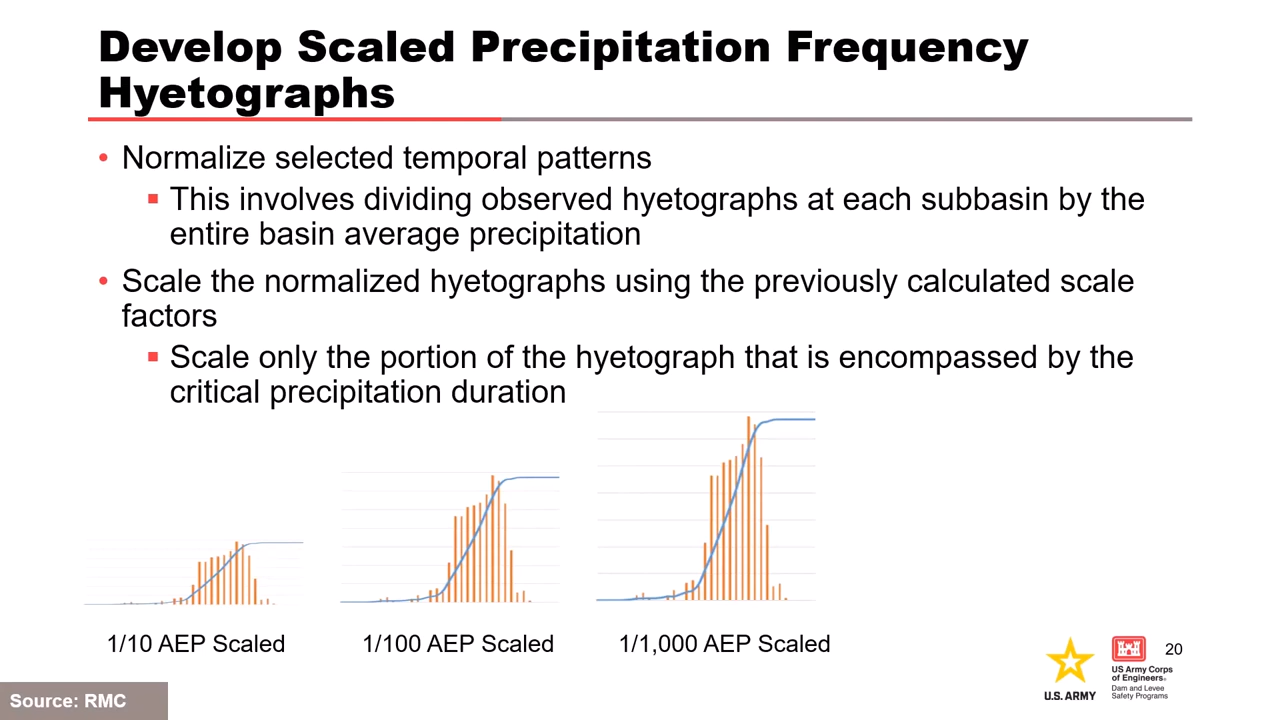 Develop Scaled Precipitation Frequency
Hyetographs
• Normalize selected temporal patterns
▪ This involves dividing observed hyetographs at each subbasin by the
entire basin average precipitation
• Scale the normalized hyetographs using the previously calculated scale
factors
▪ Scale only the portion of the hyetograph that is encompassed by the
critical precipitation duration
1/10 AEP Scaled
1/100 AEP Scaled
1/1,000 AEP Scaled
20
U.S. ARMY
US Army Corps
of Engineers®
Dam and Levee
Safety Programs
Source: RMC